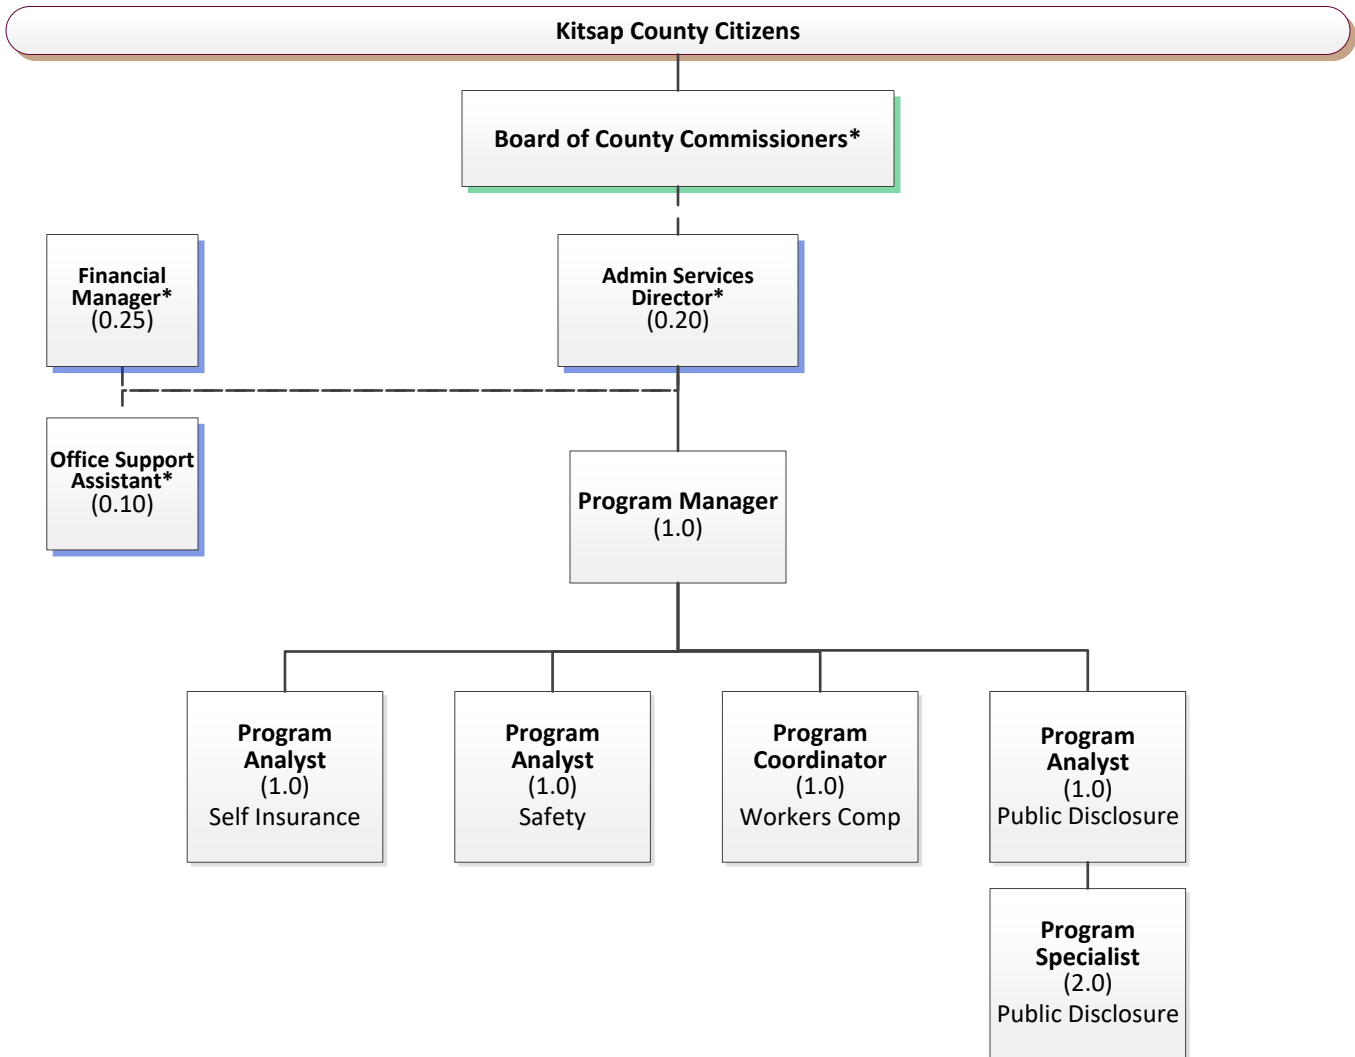 Kitsap County Citizens
Board of County Commissioners*
Financial
Manager*
(0.25)
Admin Services
Director*
(0.20)
Office Support
Assistant*
(0.10)
Program Manager
(1.0)
Program
Analyst
(1.0)
Self Insurance
Program
Analyst
(1.0)
Safety
Program
Coordinator
(1.0)
Workers Comp
Program
Analyst
(1.0)
Public Disclosure
Program
Specialist
(2.0)
Public Disclosure